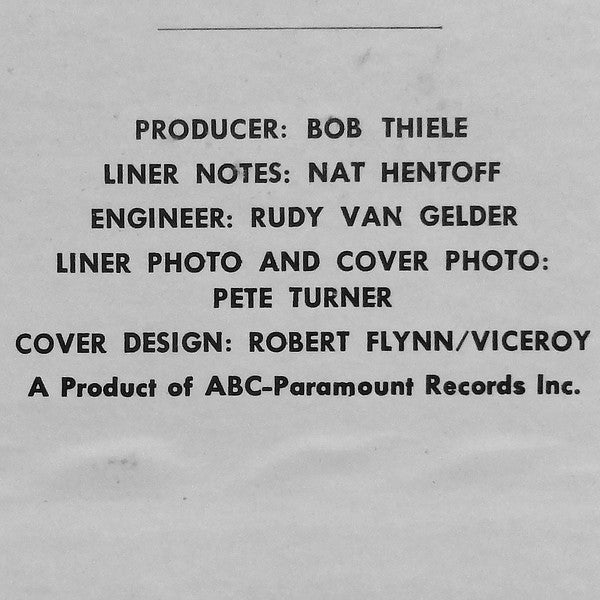 PRODUCER: BOB THIELE
LINER NOTES: NAT HENTOFF
ENGINEER: RUDY VAN GELDER
LINER PHOTO AND COVER PHOTO:
PETE TURNER
COVER DESIGN: ROBERT FLYNN/VICEROY
A Product of ABC-Paramount Records Inc.